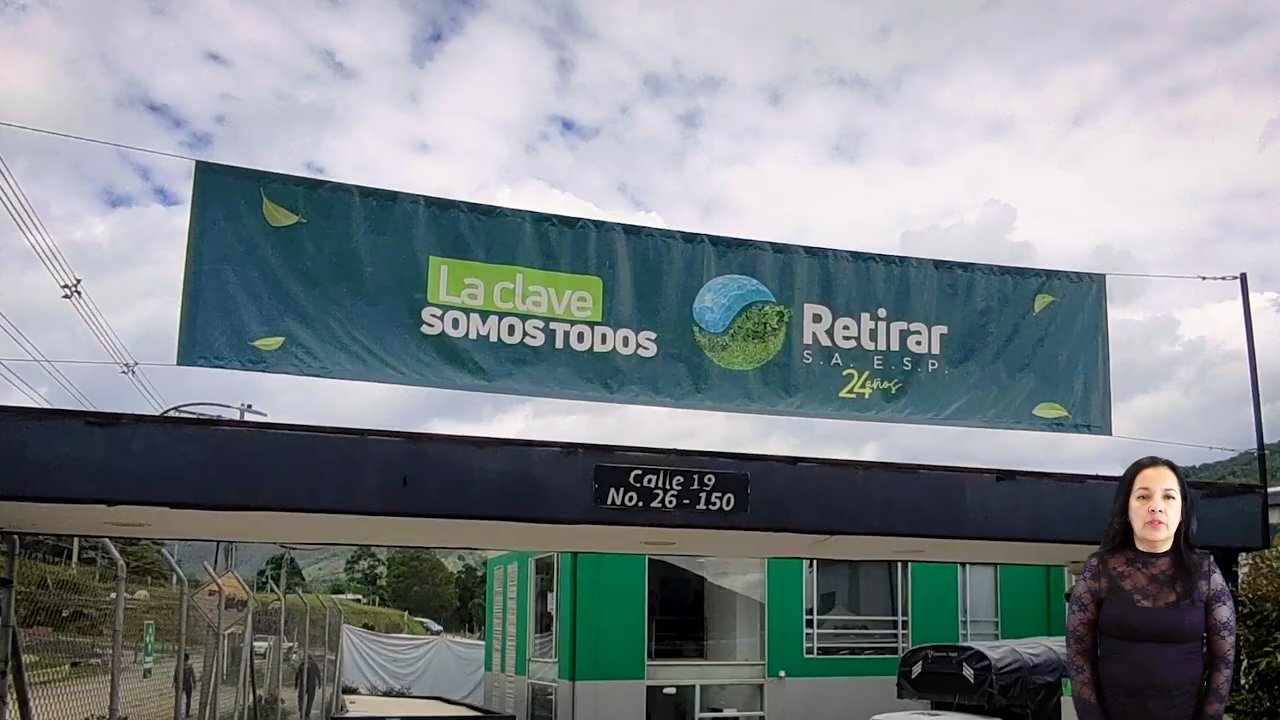 La clave
SOMOS TODOS
Retirar
S.A. E.S.P.
24 años
Calle 19
No. 26 - 150